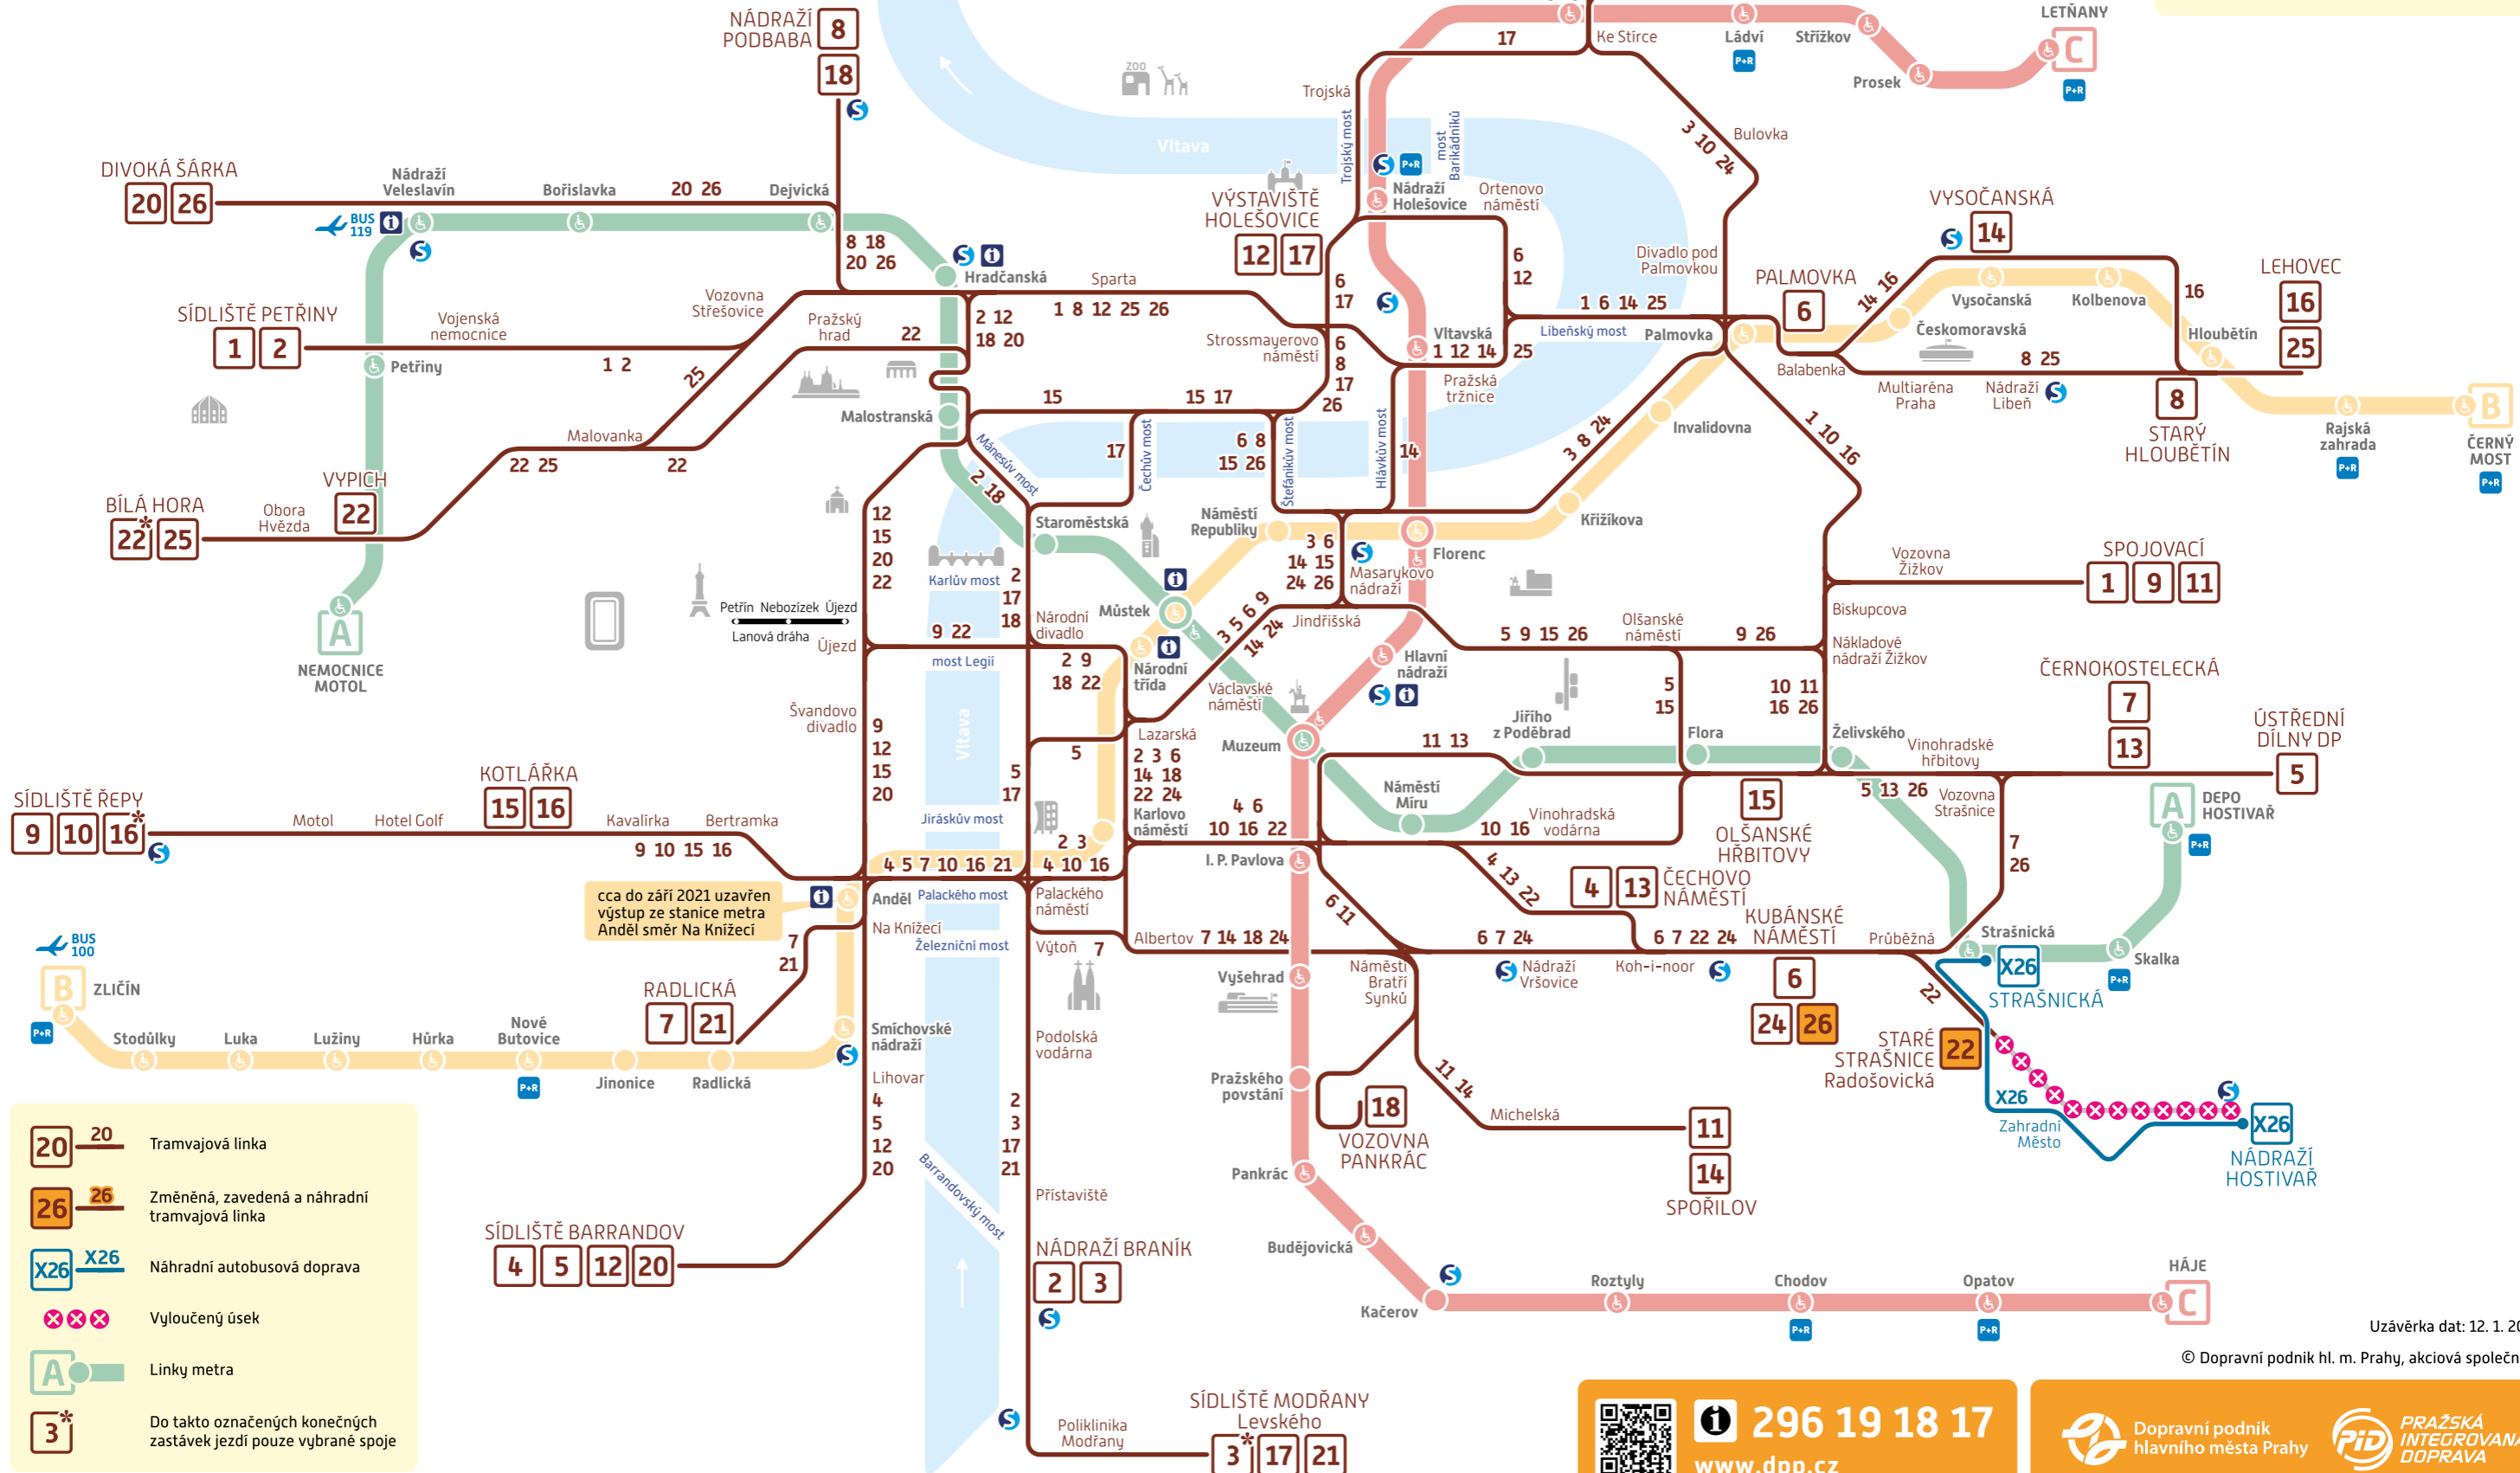 NÁDRAŽÍ
PODBABA
8
18
LETŇANY
C
P+R
Ke Stírce
17
Ládví
P+R
Střížkov
Prosek
ZOO
Trojská
Trojský most
most
Barikádníků
P+R
Vltava
3 10 24
Bulovka
DIVOKÁ ŠÁRKA
20 26
Nádraží
Veleslavín
BUS
119
Bořislavka
20 26
Dejvická
8 18
20 26
Hradčanská
VÝSTAVIŠTĚ
HOLEŠOVICE
12 17
Nádraží
Holešovice
Ortenovo
náměstí
6
12
6
17
Divadlo pod
Palmovkou
VYSOČANSKÁ
14
PALMOVKA
6
14 16
Vysočanská
Kolbenova
16
LEHOVEC
16
25
Hloubětín
Českomoravská
8 25
Balabenka
Multiaréna
Praha
Nádraží
Libeň
8
STARÝ
HLOUBĚTÍN
Rajská
zahrada
P+R
B
ČERNÝ
MOST
P+R
SÍDLIŠTĚ PETŘINY
1 2
Vojenská
nemocnice
1 2
Petřiny
Vozovna
Střešovice
25
Pražský
hrad
22
2 12
18 20
Sparta
1 8 12 25 26
Strossmayerovo
náměstí
6
8
17
26
Vltavská
1 12 14 25
Pražská
tržnice
1 6 14 25
Libeňský most
Palmovka
Invalidovna
3 8 24
1 10 16
Křižíkova
Malostranská
15
15 17
17
Čechův most
6 8
15 26
Štefánikův most
Hlávkův most
14
Mánesův most
2 18
Malovanka
22 25
22
VYPICH
22
BÍLÁ HORA
22* 25
Obora
Hvězda
A
NEMOCNICE
MOTOL
12
15
20
22
Karlův most
2
17
18
Staroměstská
Náměstí
Republiky
3 6
14 15
24 26
Masarykovo
nádraží
Florenc
Můstek
Petřín Nebozízek Újezd
Lanová dráha
Újezd
9 22
most Legií
Národní
divadlo
2 9
18 22
Národní
třída
3 5 6 9
14 24
Jindřišská
Václavské
náměstí
Hlavní
nádraží
5 9 15 26
Olšanské
náměstí
9 26
Vozovna
Žižkov
SPOJOVACÍ
1 9 11
Biskupcova
Nákladové
nádraží Žižkov
5
15
10 11
16 26
ČERNOKOSTELECKÁ
7
13
ÚSTŘEDNÍ
DÍLNY DP
5
Švandovo
divadlo
9
12
15
20
Vltava
5
Lazarská
2 3 6
14 18
22 24
Muzeum
11 13
Jiřího
z Poděbrad
Flora
Želivského
Vinohradské
hřbitovy
5 13 26
Vozovna
Strašnice
A
DEPO
HOSTIVAŘ
P+R
SÍDLIŠTĚ ŘEPY
9 10 16*
Motol
Hotel Golf
KOTLÁŘKA
15 16
Kavalírka
Bertramka
9 10 15 16
5
17
Jiráskův most
2 3
4 10 16
Karlovo
náměstí
4 6
10 16 22
I. P. Pavlova
Náměstí
Míru
10 16
Vinohradská
vodárna
15
OLŠANSKÉ
HŘBITOVY
7
26
4 5 7 10 16 21
Palackého most
Anděl
cca do září 2021 uzavřen
výstup ze stanice metra
Anděl směr Na Knížecí
Na Knížecí
Železniční most
Palackého
náměstí
Výtoň
7
Albertov
7 14 18 24
6 11
4 13 22
4 13
ČECHOVO
NÁMĚSTÍ
KUBÁNSKÉ
NÁMĚSTÍ
6
24 26
6 7 24
Nádraží
Vršovice
Koh-i-noor
6 7 22 24
Průběžná
Strašnická
X26
STRAŠNICKÁ
Skalka
P+R
BUS
100
B
ZLIČÍN
P+R
Stodůlky
Luka
Lužiny
Hůrka
Nové
Butovice
P+R
Jinonice
Radlická
7
21
RADLICKÁ
7 21
Smíchovské
nádraží
Lihovar
4
5
12
20
Podolská
vodárna
2
3
17
21
Vyšehrad
Náměstí
Bratří
Synků
Pražského
povstání
18
VOZOVNA
PANKRÁC
11 14
Michelská
11
14
SPOŘILOV
22
STARÉ
STRAŠNICE
Radošovická
22
X26
Zahradní
Město
X26
NÁDRAŽÍ
HOSTIVAŘ
Pankrác
Barrandovský most
Přístaviště
SÍDLIŠTĚ BARRANDOV
4 5 12 20
NÁDRAŽÍ BRANÍK
2 3
Budějovická
Kačerov
Roztyly
Chodov
P+R
Opatov
P+R
HÁJE
C
Poliklinika
Modřany
SÍDLIŠTĚ MODŘANY
Levského
3* 17 21
20 20 Tramvajová linka
26 26 Změněná, zavedená a náhradní
tramvajová linka
X26 X26 Náhradní autobusová doprava
Vyloučený úsek
A Linky metra
3* Do takto označených konečných
zastávek jezdí pouze vybrané spoje
Uzávěrka dat: 12. 1. 20
© Dopravní podnik hl. m. Prahy, akciová společn
296 19 18 17
www.dpp.cz
Dopravní podnik
hlavního města Prahy
PID
PRAŽSKÁ
INTEGROVANÁ
DOPRAVA